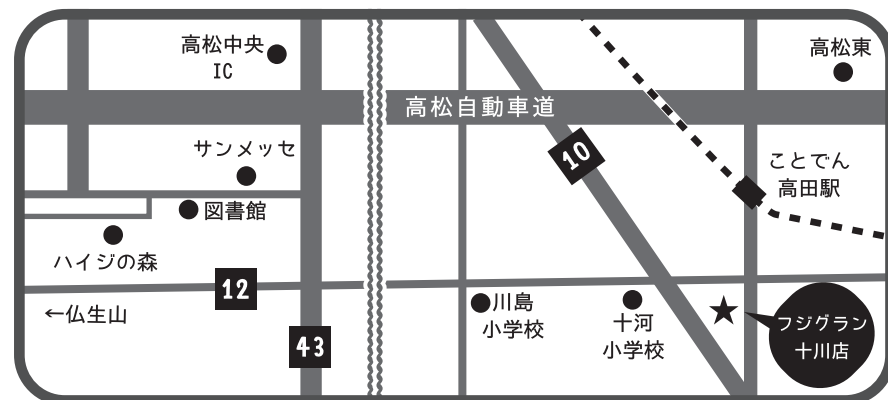 高松中央
IC
高松東
高松自動車道
サンメッセ
10
ことでん
高田駅
図書館
ハイジの森
12
←仏生山
川島
小学校
十河
小学校
フジグラン
十川店
43